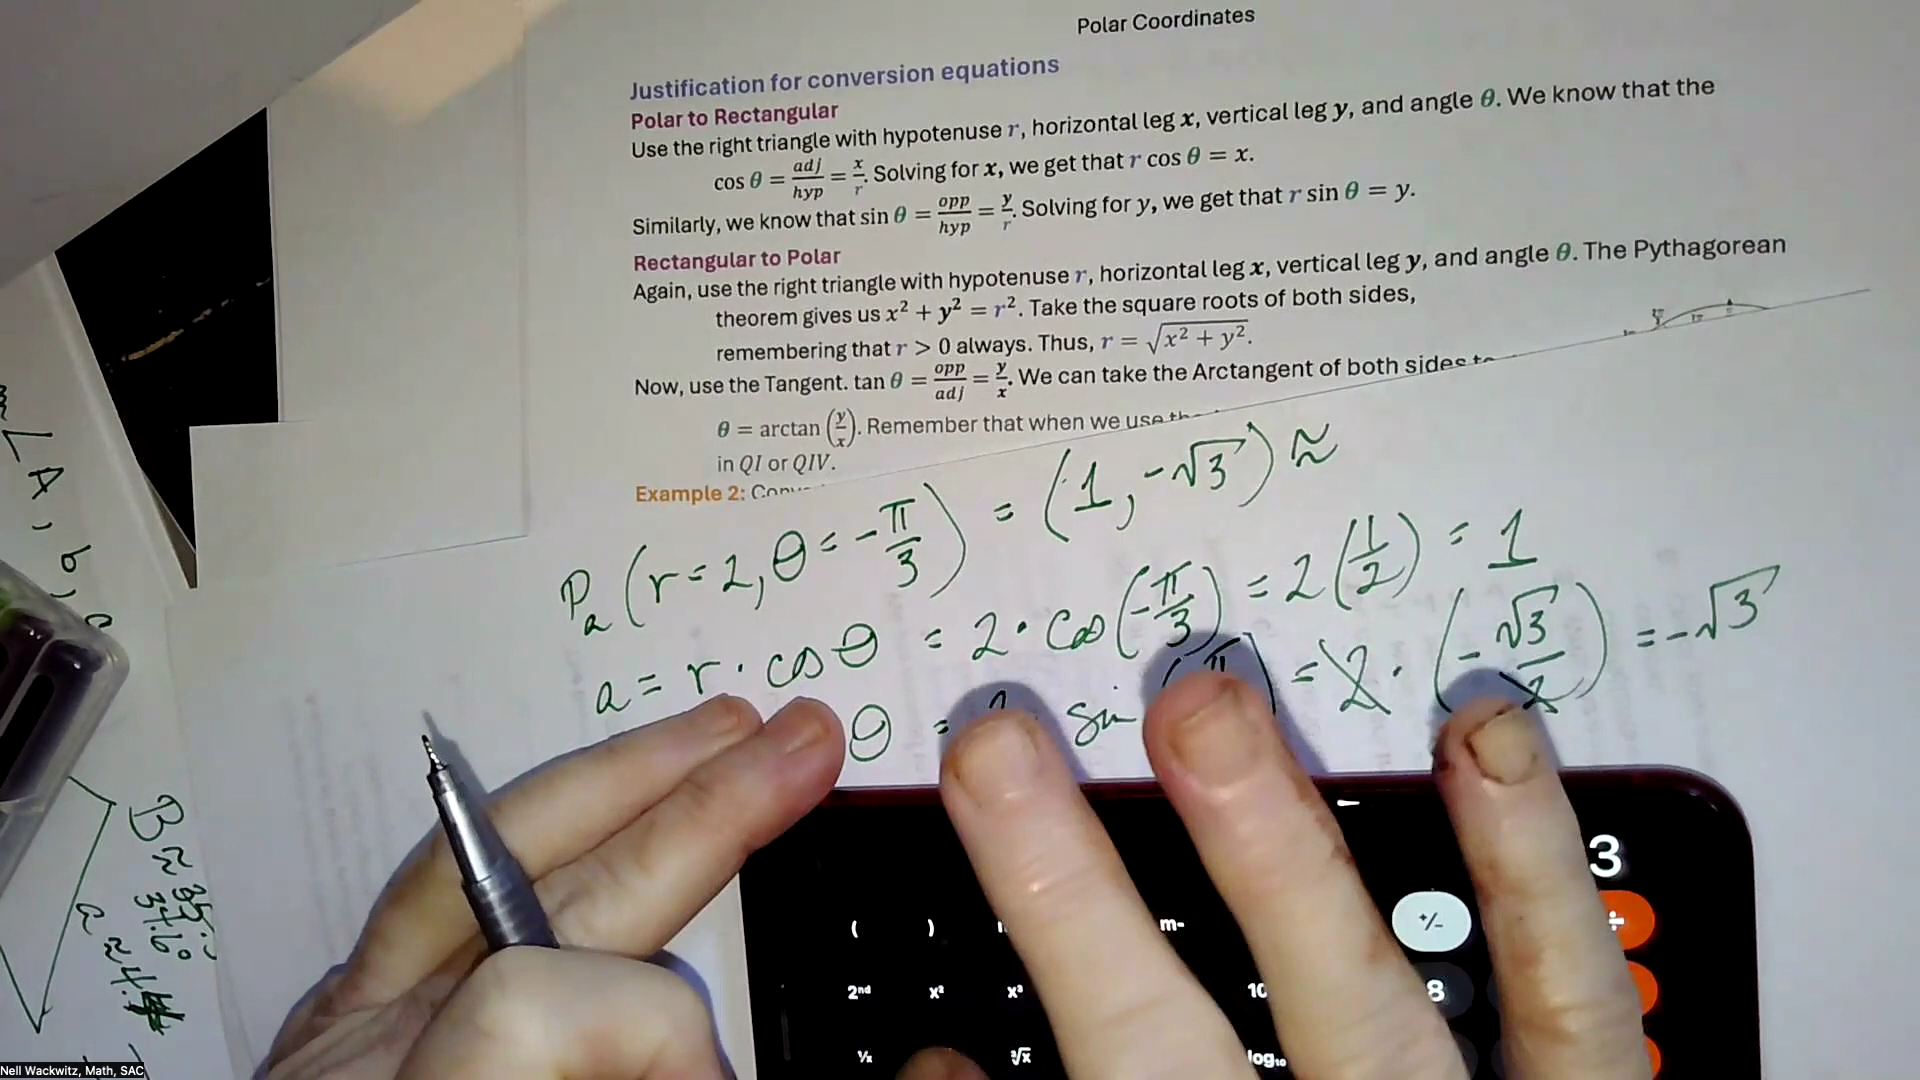 Polar Coordinates
Justification for conversion equations
Polar to Rectangular
Use the right triangle with hypotenuse r, horizontal leg x, vertical leg y, and angle θ. We know that the
cos θ = adj/hyp = x/r. Solving for x, we get that r cos θ = x.
Similarly, we know that sin θ = opp/hyp = y/r. Solving for y, we get that r sin θ = y.
Rectangular to Polar
Again, use the right triangle with hypotenuse r, horizontal leg x, vertical leg y, and angle θ. The Pythagorean
theorem gives us x² + y² = r². Take the square roots of both sides,
remembering that r > 0 always. Thus, r = √(x² + y²).
Now, use the Tangent. tan θ = opp/adj = y/x. We can take the Arctangent of both sides
θ = arctan (y/x). Remember that when we use
in QI or QIV.
Example 2:
Pa (r=2, θ = -π/3) = (1, -√3) ≈
a = r · cos θ = 2 · cos(-π/3) = 2(1/2) = 1
θ = sin = 2 · (-√3/2) = -√3
∠A, b, c
B ≈ 35.
34.6°
a ≈ 4.
3
( ) m- +/- ÷
2nd x² x³ 8
¹/x ³√x log₁₀
Nell Wackwitz, Math, SAC